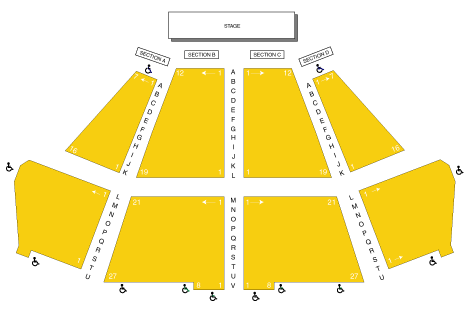 STAGE
SECTION A
SECTION B
SECTION C
SECTION D
7 1
12 1
1 12
1 7
A
B
C
D
E
F
G
H
I
J
K
A
B
C
D
E
F
G
H
I
J
K
L
A
B
C
D
E
F
G
H
I
J
K
16 1
19 1
1 19
1 16
1
21 1
1 21
1
L
M
N
O
P
Q
R
S
T
U
M
N
O
P
Q
R
S
T
U
V
L
M
N
O
P
Q
R
S
T
U
1
27
8 1
1 8
27
1